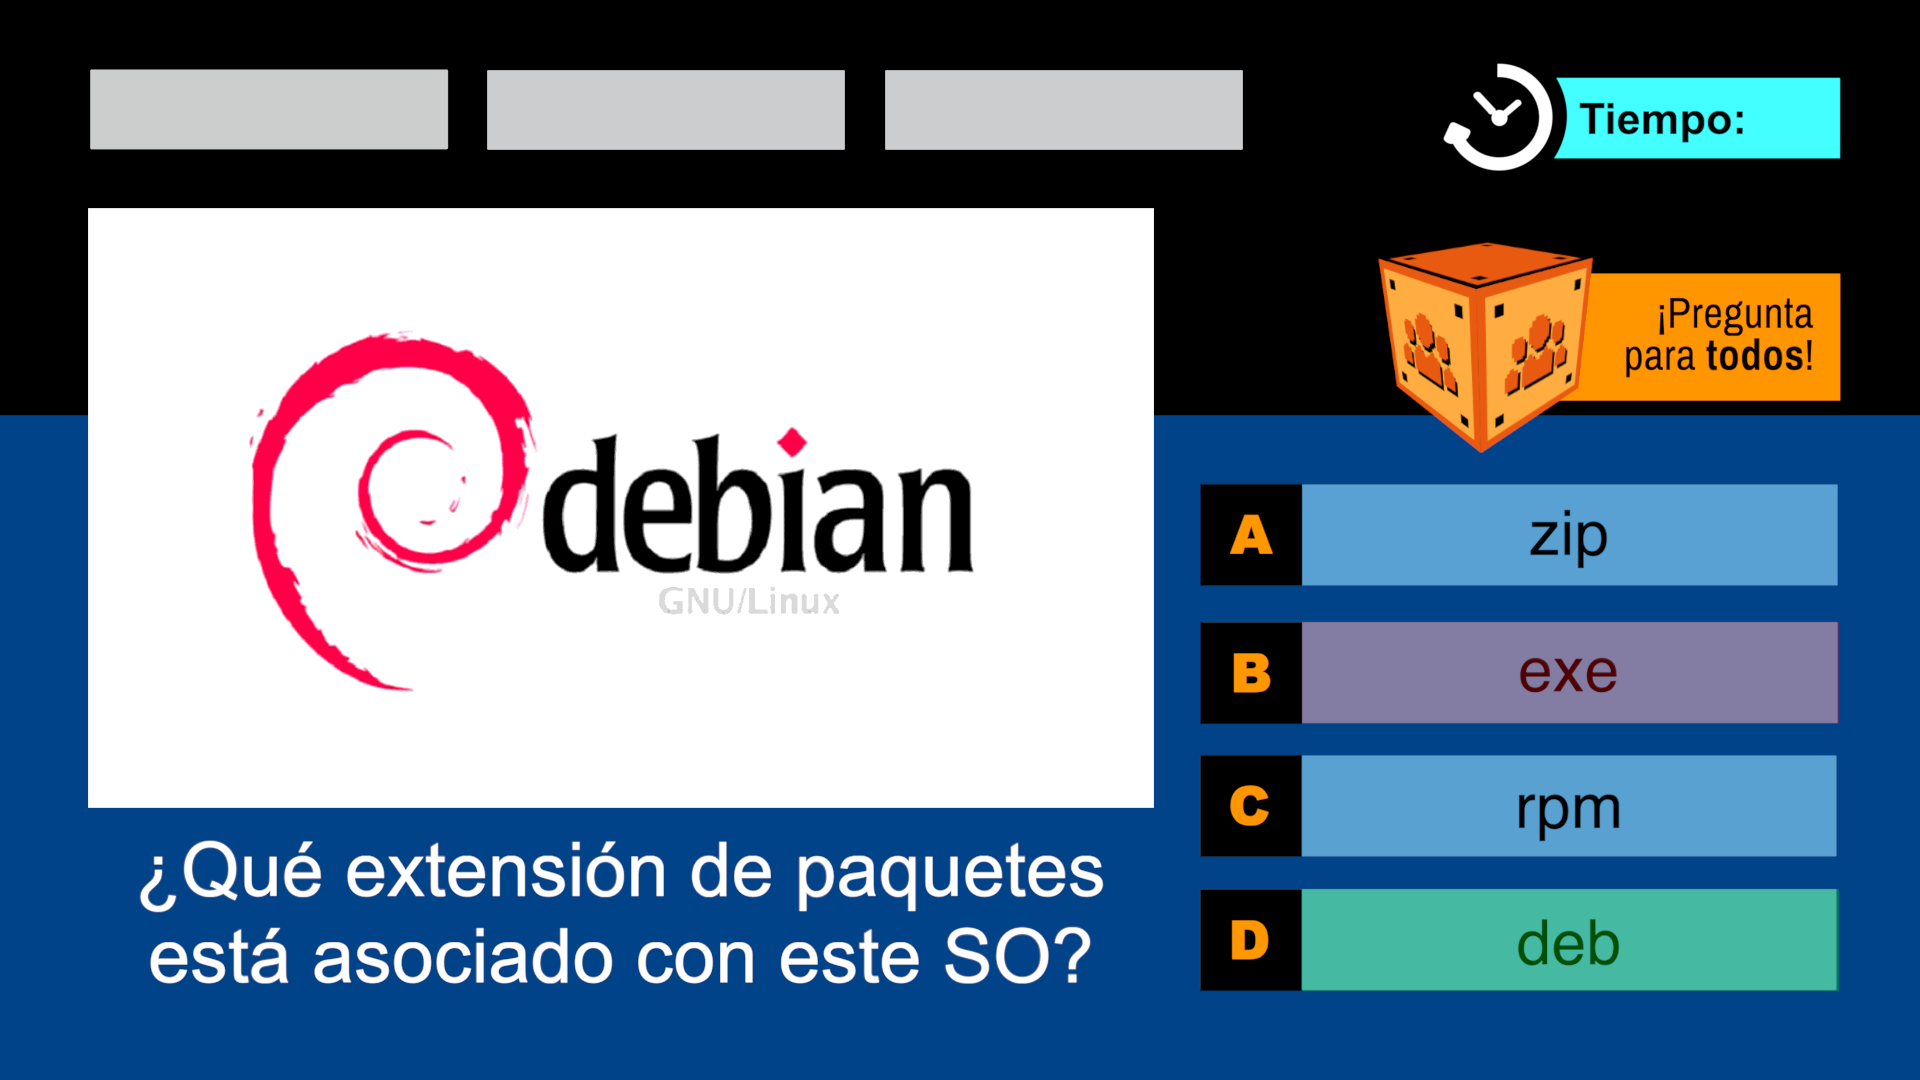 Tiempo:
¡Pregunta
para todos!
debian
GNU/Linux
¿Qué extensión de paquetes
está asociado con este SO?
A zip
B exe
C rpm
D deb